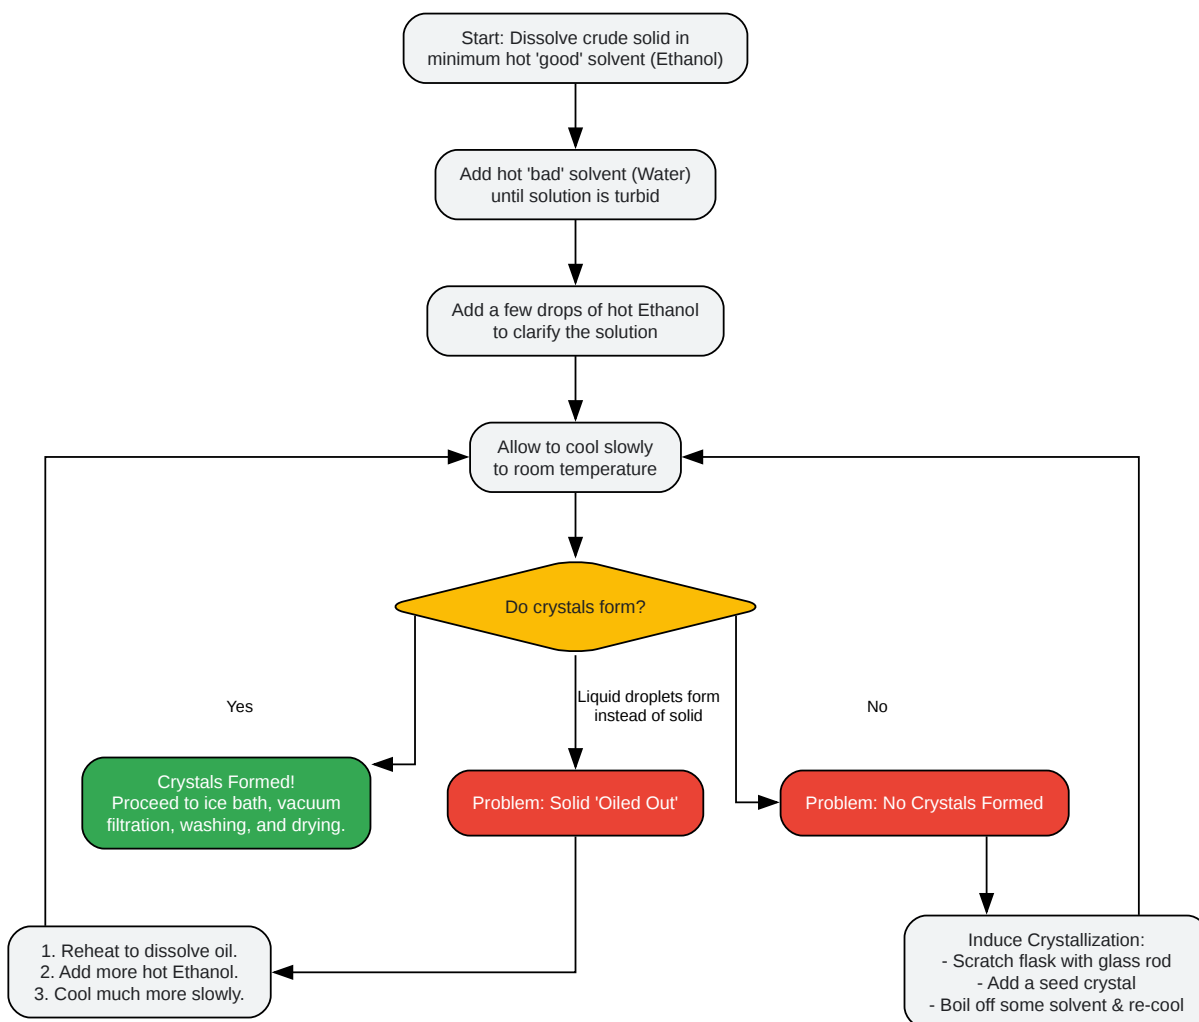 Start: Dissolve crude solid in
minimum hot 'good' solvent (Ethanol)
Add hot 'bad' solvent (Water)
until solution is turbid
Add a few drops of hot Ethanol
to clarify the solution
Allow to cool slowly
to room temperature
Do crystals form?
Yes
Liquid droplets form
instead of solid
No
Crystals Formed!
Proceed to ice bath, vacuum
filtration, washing, and drying.
Problem: Solid 'Oiled Out'
Problem: No Crystals Formed
1. Reheat to dissolve oil.
2. Add more hot Ethanol.
3. Cool much more slowly.
Induce Crystallization:
- Scratch flask with glass rod
- Add a seed crystal
- Boil off some solvent & re-cool